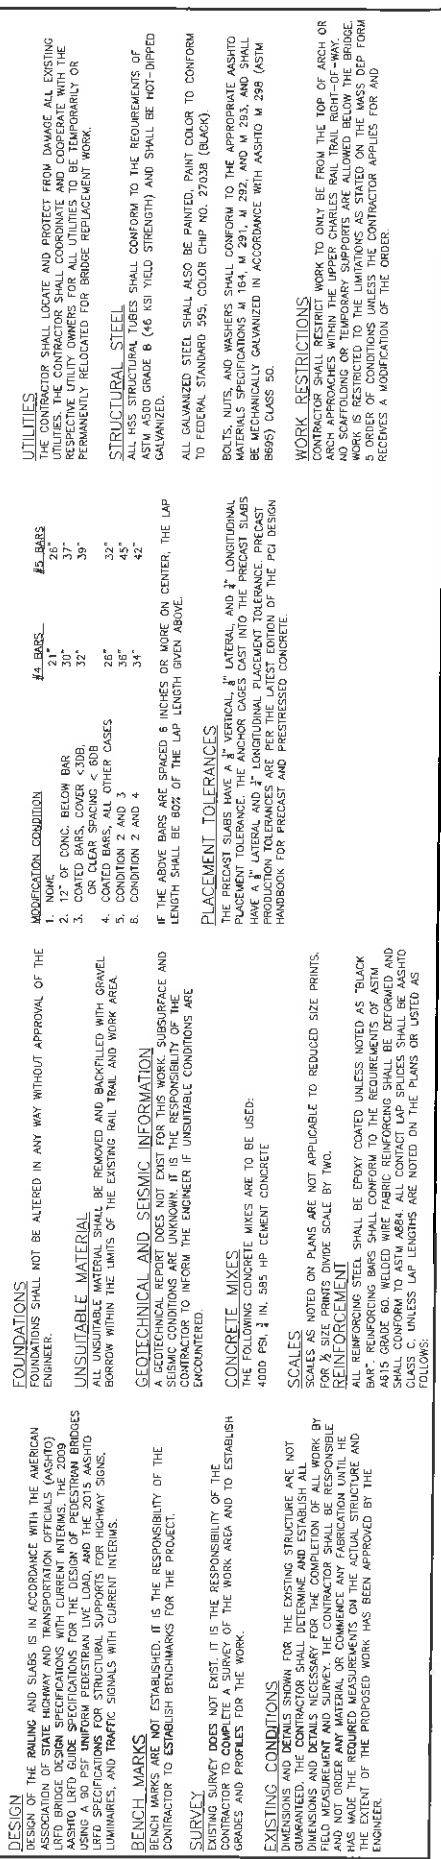 DESIGN
DESIGN OF THE RAILING AND SLABS IS IN ACCORDANCE WITH THE AMERICAN
ASSOCIATION OF STATE HIGHWAY AND TRANSPORTATION OFFICIALS (AASHTO)
LRFD BRIDGE DESIGN SPECIFICATIONS WITH CURRENT INTERIMS, THE 2009
AASHTO LRFD GUIDE SPECIFICATIONS FOR THE DESIGN OF PEDESTRIAN BRIDGES
USING A 90 PSF UNIFORM PEDESTRIAN LIVE LOAD, AND THE 2015 AASHTO
LRFD SPECIFICATIONS FOR STRUCTURAL SUPPORTS FOR HIGHWAY SIGNS,
LUMINAIRES, AND TRAFFIC SIGNALS WITH CURRENT INTERIMS.
BENCH MARKS
BENCH MARKS ARE NOT ESTABLISHED. IT IS THE RESPONSIBILITY OF THE
CONTRACTOR TO ESTABLISH BENCHMARKS FOR THE PROJECT.
SURVEY
EXISTING SURVEY DOES NOT EXIST. IT IS THE RESPONSIBILITY OF THE
CONTRACTOR TO COMPLETE A SURVEY OF THE WORK AREA AND TO ESTABLISH
GRADES AND PROFILES FOR THE WORK.
EXISTING CONDITIONS
DIMENSIONS AND DETAILS SHOWN FOR THE EXISTING STRUCTURE ARE NOT
GUARANTEED. THE CONTRACTOR SHALL DETERMINE AND ESTABLISH ALL
DIMENSIONS AND DETAILS NECESSARY FOR THE COMPLETION OF ALL WORK BY
FIELD MEASUREMENT AND SURVEY. THE CONTRACTOR SHALL BE RESPONSIBLE
AND NOT ORDER ANY MATERIAL OR COMMENCE ANY FABRICATION UNTIL HE
HAS MADE THE REQUIRED MEASUREMENTS ON THE ACTUAL STRUCTURE AND
THE EXTENT OF THE PROPOSED WORK HAS BEEN APPROVED BY THE
ENGINEER.
FOUNDATIONS
FOUNDATIONS SHALL NOT BE ALTERED IN ANY WAY WITHOUT APPROVAL OF THE
ENGINEER.
UNSUITABLE MATERIAL
ALL UNSUITABLE MATERIAL SHALL BE REMOVED AND BACKFILLED WITH GRAVEL
BORROW WITHIN THE LIMITS OF THE EXISTING RAIL TRAIL AND WORK AREA.
GEOTECHNICAL AND SEISMIC INFORMATION
A GEOTECHNICAL REPORT DOES NOT EXIST FOR THIS WORK. SUBSURFACE AND
SEISMIC CONDITIONS ARE UNKNOWN. IT IS THE RESPONSIBILITY OF THE
CONTRACTOR TO INFORM THE ENGINEER IF UNSUITABLE CONDITIONS ARE
ENCOUNTERED.
CONCRETE MIXES
THE FOLLOWING CONCRETE MIXES ARE TO BE USED:
4000 PSI, ¾ IN, 585 HP CEMENT CONCRETE
SCALES
SCALES AS NOTED ON PLANS ARE NOT APPLICABLE TO REDUCED SIZE PRINTS.
FOR ½ SIZE PRINTS DIVIDE SCALE BY TWO.
REINFORCEMENT
ALL REINFORCING STEEL SHALL BE EPOXY COATED UNLESS NOTED AS "BLACK
BAR". REINFORCING BARS SHALL CONFORM TO THE REQUIREMENTS OF ASTM
A615 GRADE 60. WELDED WIRE FABRIC REINFORCING SHALL BE DEFORMED AND
SHALL CONFORM TO ASTM A884. ALL CONTACT LAP SPLICES SHALL BE AASHTO
CLASS C, UNLESS LAP LENGTHS ARE NOTED ON THE PLANS OR LISTED AS
FOLLOWS:
MODIFICATION CONDITION #4 BARS #5 BARS
1. NONE 21" 26"
2. 12" OF CONC. BELOW BAR 30" 37"
3. COATED BARS, COVER <3DB, 32" 39"
OR CLEAR SPACING < 6DB
4. COATED BARS, ALL OTHER CASES 26" 32"
5. CONDITION 2 AND 3 36" 45"
6. CONDITION 2 AND 4 34" 42"
IF THE ABOVE BARS ARE SPACED 6 INCHES OR MORE ON CENTER, THE LAP
LENGTH SHALL BE 80% OF THE LAP LENGTH GIVEN ABOVE.
PLACEMENT TOLERANCES
THE PRECAST SLABS HAVE A " VERTICAL, " LATERAL, AND " LONGITUDINAL
PLACEMENT TOLERANCE. THE ANCHOR CAGES CAST INTO THE PRECAST SLABS
HAVE A " LATERAL AND " LONGITUDINAL PLACEMENT TOLERANCE. PRECAST
PRODUCTION TOLERANCES ARE PER THE LATEST EDITION OF THE PCI DESIGN
HANDBOOK FOR PRECAST AND PRESTRESSED CONCRETE.
UTILITIES
THE CONTRACTOR SHALL LOCATE AND PROTECT FROM DAMAGE ALL EXISTING
UTILITIES. THE CONTRACTOR SHALL COORDINATE AND COOPERATE WITH THE
RESPECTIVE UTILITY OWNERS FOR ALL UTILITIES TO BE TEMPORARILY OR
PERMANENTLY RELOCATED FOR BRIDGE REPLACEMENT WORK.
STRUCTURAL STEEL
ALL HSS STRUCTURAL TUBES SHALL CONFORM TO THE REQUIREMENTS OF
ASTM A500 GRADE B (46 KSI YIELD STRENGTH) AND SHALL BE HOT-DIPPED
GALVANIZED.
ALL GALVANIZED STEEL SHALL ALSO BE PAINTED, PAINT COLOR TO CONFORM
TO FEDERAL STANDARD 595, COLOR CHIP NO. 27038 (BLACK).
BOLTS, NUTS, AND WASHERS SHALL CONFORM TO THE APPROPRIATE AASHTO
MATERIALS SPECIFICATIONS M 164, M 291, M 292, AND M 293, AND SHALL
BE MECHANICALLY GALVANIZED IN ACCORDANCE WITH AASHTO M 298 (ASTM
B695) CLASS 50.
WORK RESTRICTIONS
CONTRACTOR SHALL RESTRICT WORK TO ONLY BE FROM THE TOP OF ARCH OR
ARCH APPROACHES WITHIN THE UPPER CHARLES RAIL TRAIL RIGHT-OF-WAY.
NO SCAFFOLDING OR TEMPORARY SUPPORTS ARE ALLOWED BELOW THE BRIDGE.
WORK IS RESTRICTED TO THE LIMITATIONS AS STATED ON THE MASS DEP FORM
5 ORDER OF CONDITIONS UNLESS THE CONTRACTOR APPLIES FOR AND
RECEIVES A MODIFICATION OF THE ORDER.